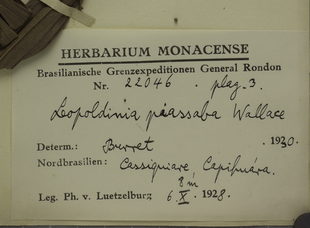 HERBARIUM MONACENSE
Brasilianische Grenzexpeditionen General Rondon
Nr. 22046 . plag. 3.
Leopoldinia piassaba Wallace
Determ.: Burret . 1930.
Nordbrasilien: Cassiquiare, Capihuára.
8 m
Leg. Ph. v. Luetzelburg 6 X. 1928.